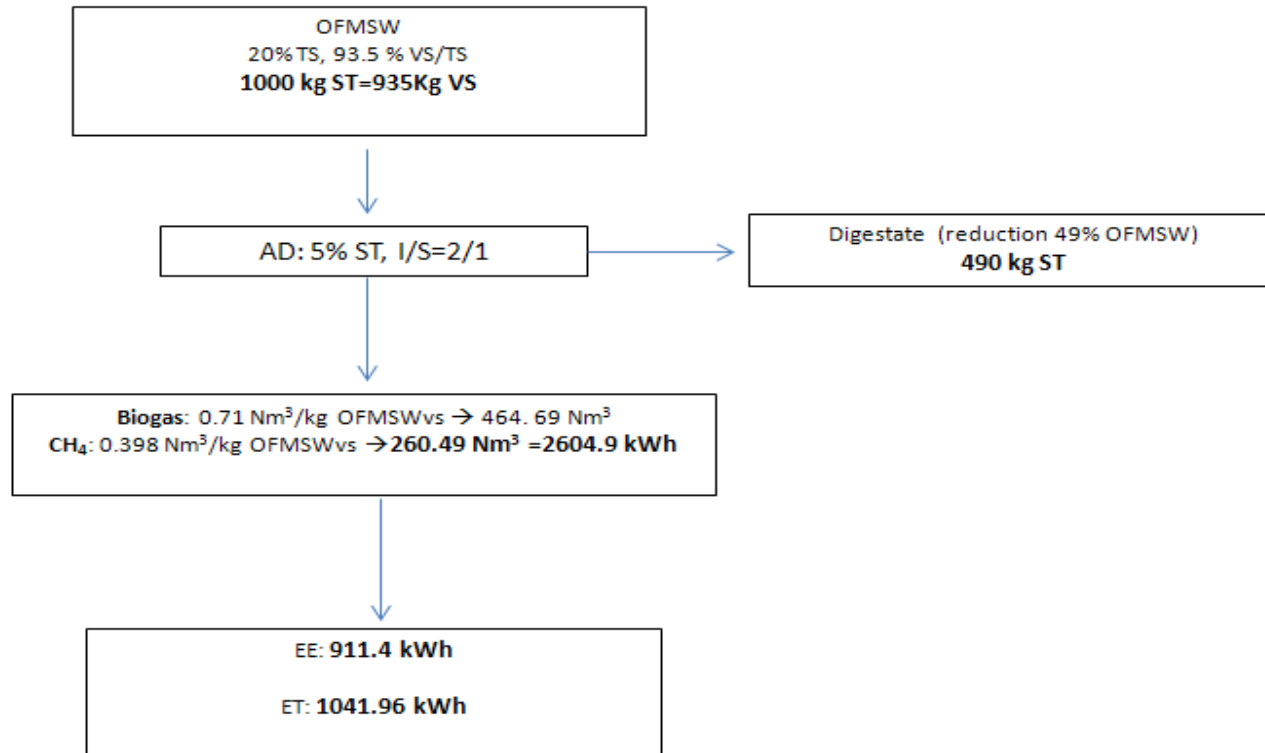 OFMSW
20% TS, 93.5 % VS/TS
1000 kg ST=935Kg VS
AD: 5% ST, I/S=2/1
Digestate (reduction 49% OFMSW)
490 kg ST
Biogas: 0.71 Nm³/kg OFMSWvs → 464. 69 Nm³
CH₄: 0.398 Nm³/kg OFMSWvs →260.49 Nm³ =2604.9 kWh
EE: 911.4 kWh
ET: 1041.96 kWh